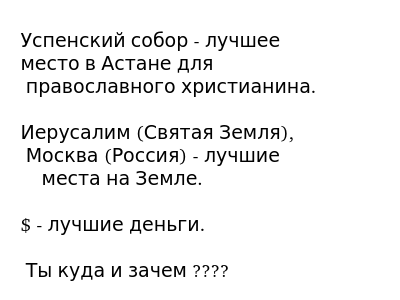 Успенский собор - лучшее
место в Астане для
православного христианина.
Иерусалим (Святая Земля),
Москва (Россия) - лучшие
места на Земле.
$ - лучшие деньги.
Ты куда и зачем ????